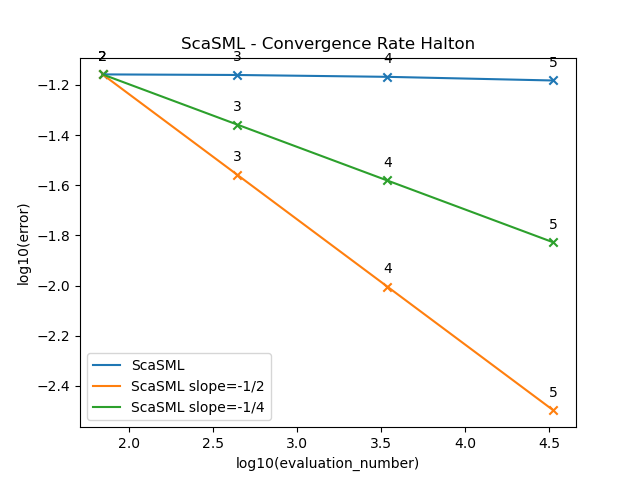 ScaSML - Convergence Rate Halton
2
3
4
5
3
4
5
3
4
5
−1.2
−1.4
−1.6
−1.8
−2.0
−2.2
−2.4
log10(error)
ScaSML
ScaSML slope=-1/2
ScaSML slope=-1/4
2.0 2.5 3.0 3.5 4.0 4.5
log10(evaluation_number)